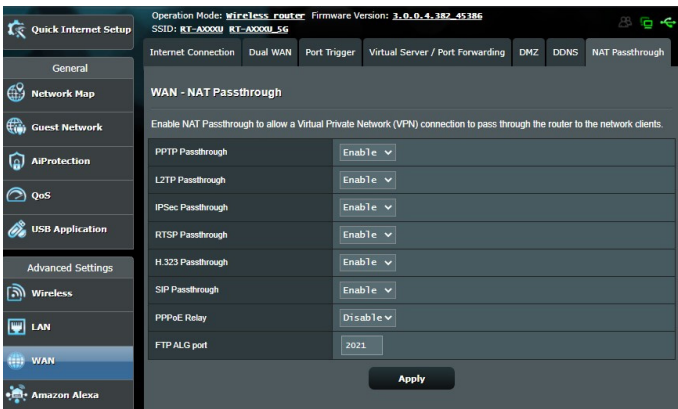 Quick Internet Setup
General
Network Map
Guest Network
AiProtection
QoS
USB Application
Advanced Settings
Wireless
LAN
WAN
Amazon Alexa
Operation Mode: Wireless router Firmware Version: 3.0.0.4.382_45386
SSID: RT-AXXXU RT-AXXXU_5G
Internet Connection Dual WAN Port Trigger Virtual Server / Port Forwarding DMZ DDNS NAT Passthrough
WAN - NAT Passthrough
Enable NAT Passthrough to allow a Virtual Private Network (VPN) connection to pass through the router to the network clients.
PPTP Passthrough Enable
L2TP Passthrough Enable
IPSec Passthrough Enable
RTSP Passthrough Enable
H.323 Passthrough Enable
SIP Passthrough Enable
PPPoE Relay Disable
FTP ALG port 2021
Apply